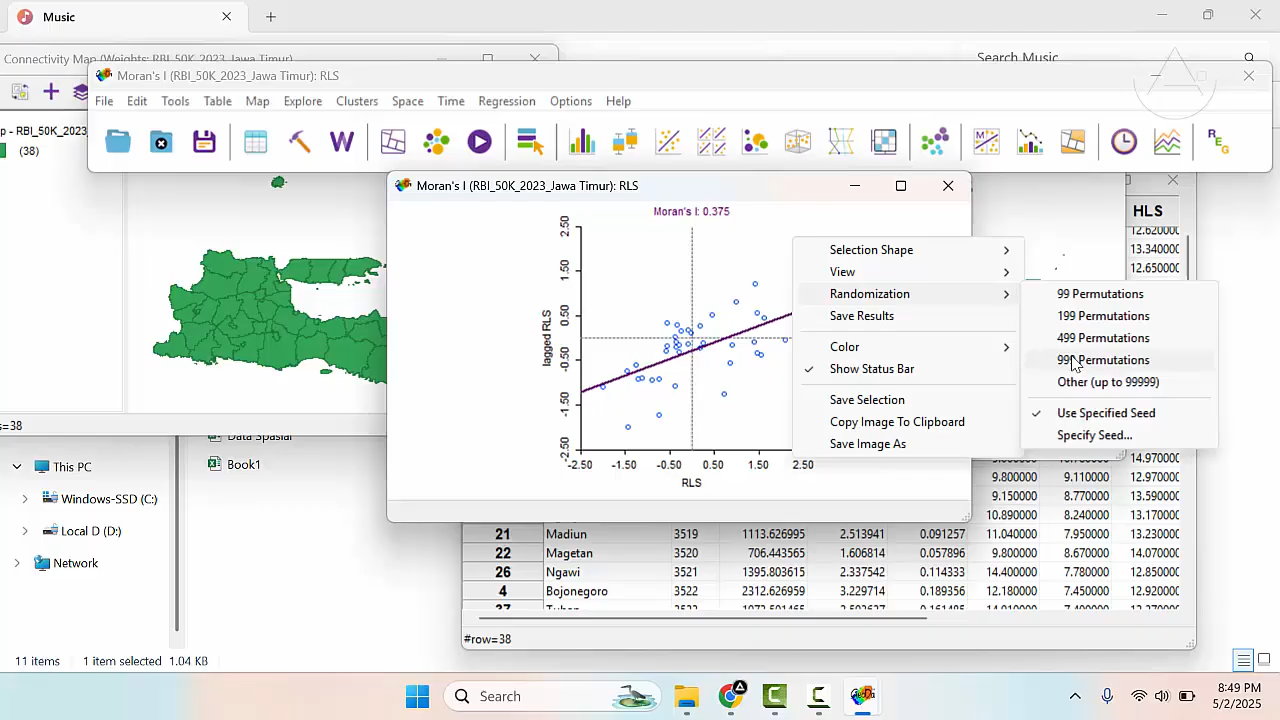 Music
Connectivity Map (Weights: RBI_50K_2023_Jawa Timur)
Search Music
Moran's I (RBI_50K_2023_Jawa Timur): RLS
File Edit Tools Table Map Explore Clusters Space Time Regression Options Help
p - RBI_50K_2023
(38)
Moran's I (RBI_50K_2023_Jawa Timur): RLS
HLS
Moran's I: 0.375
12.620000
13.340000
12.650000
2.50
1.50
0.50
-0.50
-1.50
-2.50
lagged RLS
-2.50 -1.50 -0.50 0.50 1.50 2.50
RLS
Selection Shape
View
Randomization
Save Results
Color
Show Status Bar
Save Selection
Copy Image To Clipboard
Save Image As
99 Permutations
199 Permutations
499 Permutations
999 Permutations
Other (up to 99999)
Use Specified Seed
Specify Seed...
s=38
Data Spasial
This PC
Book1
Windows-SSD (C:)
Local D (D:)
Network
14.970000
9.800000 9.110000 12.970000
9.150000 8.770000 13.590000
10.890000 8.240000 13.170000
21 Madiun 3519 1113.626995 2.513941 0.091257 11.040000 7.950000 13.230000
22 Magetan 3520 706.443565 1.606814 0.057896 9.800000 8.670000 14.070000
26 Ngawi 3521 1395.803615 2.337542 0.114333 14.400000 7.780000 12.850000
4 Bojonegoro 3522 2312.626959 3.229714 0.189356 12.180000 7.450000 12.920000
#row=38
11 items 1 item selected 1.04 KB
Search
8:49 PM
5/2/2025